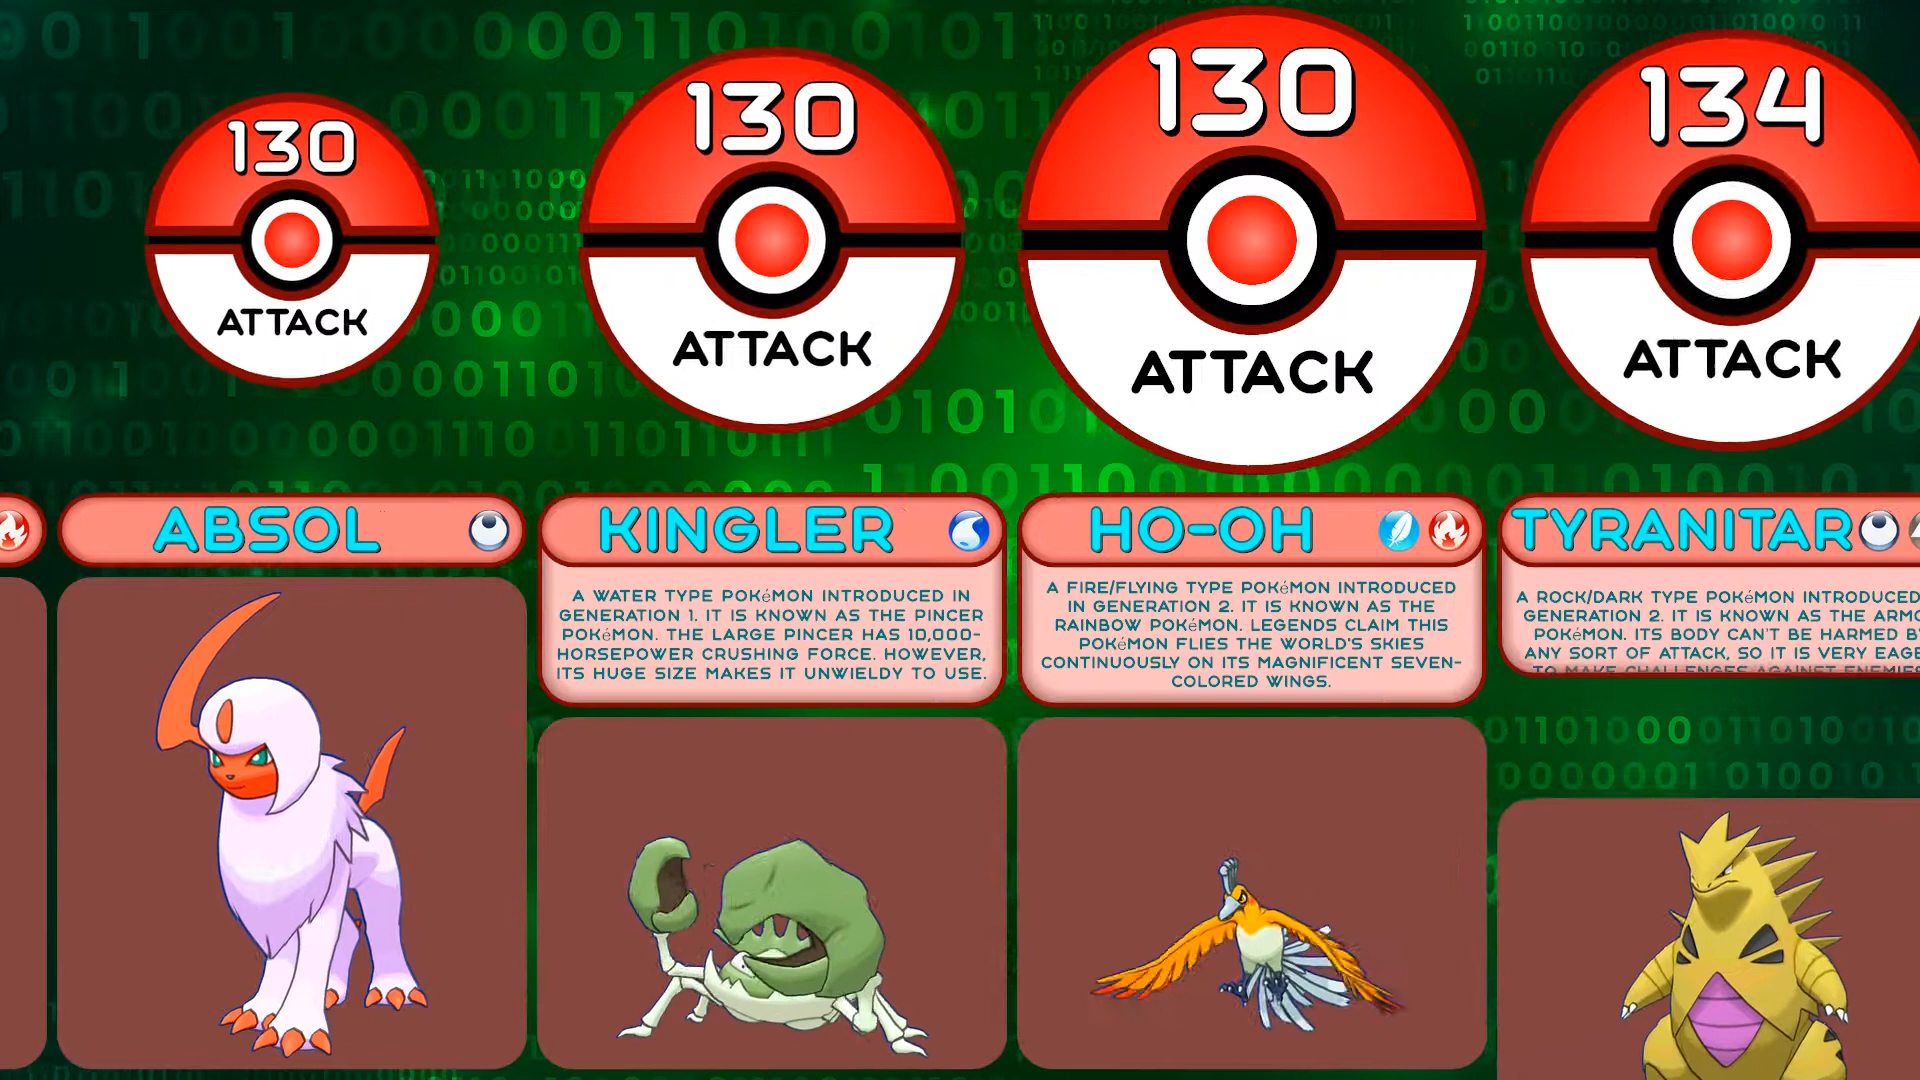 130
ATTACK
130
ATTACK
130
ATTACK
134
ATTACK
ABSOL
KINGLER
A WATER TYPE POKéMON INTRODUCED IN
GENERATION 1. IT IS KNOWN AS THE PINCER
POKéMON. THE LARGE PINCER HAS 10,000-
HORSEPOWER CRUSHING FORCE. HOWEVER,
ITS HUGE SIZE MAKES IT UNWIELDY TO USE.
HO-OH
A FIRE/FLYING TYPE POKéMON INTRODUCED
IN GENERATION 2. IT IS KNOWN AS THE
RAINBOW POKéMON. LEGENDS CLAIM THIS
POKéMON FLIES THE WORLD'S SKIES
CONTINUOUSLY ON ITS MAGNIFICENT SEVEN-
COLORED WINGS.
TYRANITAR
A ROCK/DARK TYPE POKéMON INTRODUCED
GENERATION 2. IT IS KNOWN AS THE ARMO
POKéMON. ITS BODY CAN'T BE HARMED BY
ANY SORT OF ATTACK, SO IT IS VERY EAGE
TO MAKE CHALLENGES AGAINST ENEMIES